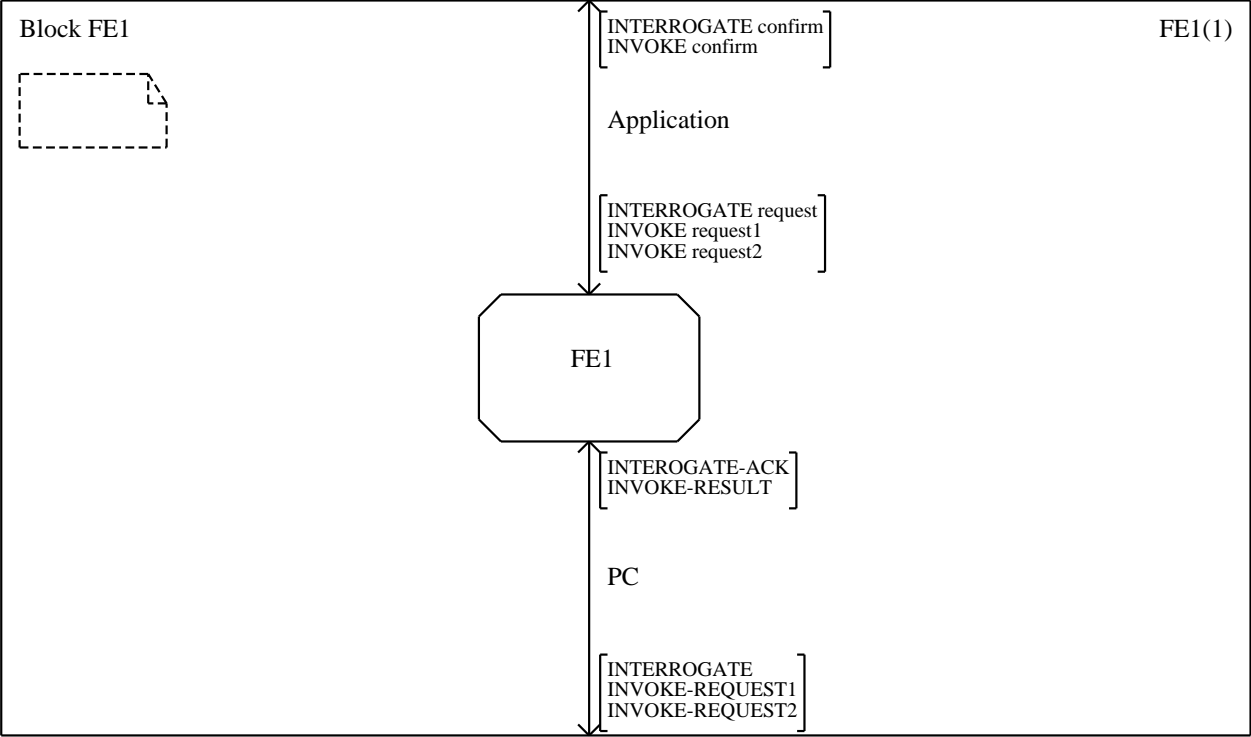 Block FE1
FE1(1)
INTERROGATE confirm
INVOKE confirm
Application
INTERROGATE request
INVOKE request1
INVOKE request2
FE1
INTEROGATE-ACK
INVOKE-RESULT
PC
INTERROGATE
INVOKE-REQUEST1
INVOKE-REQUEST2